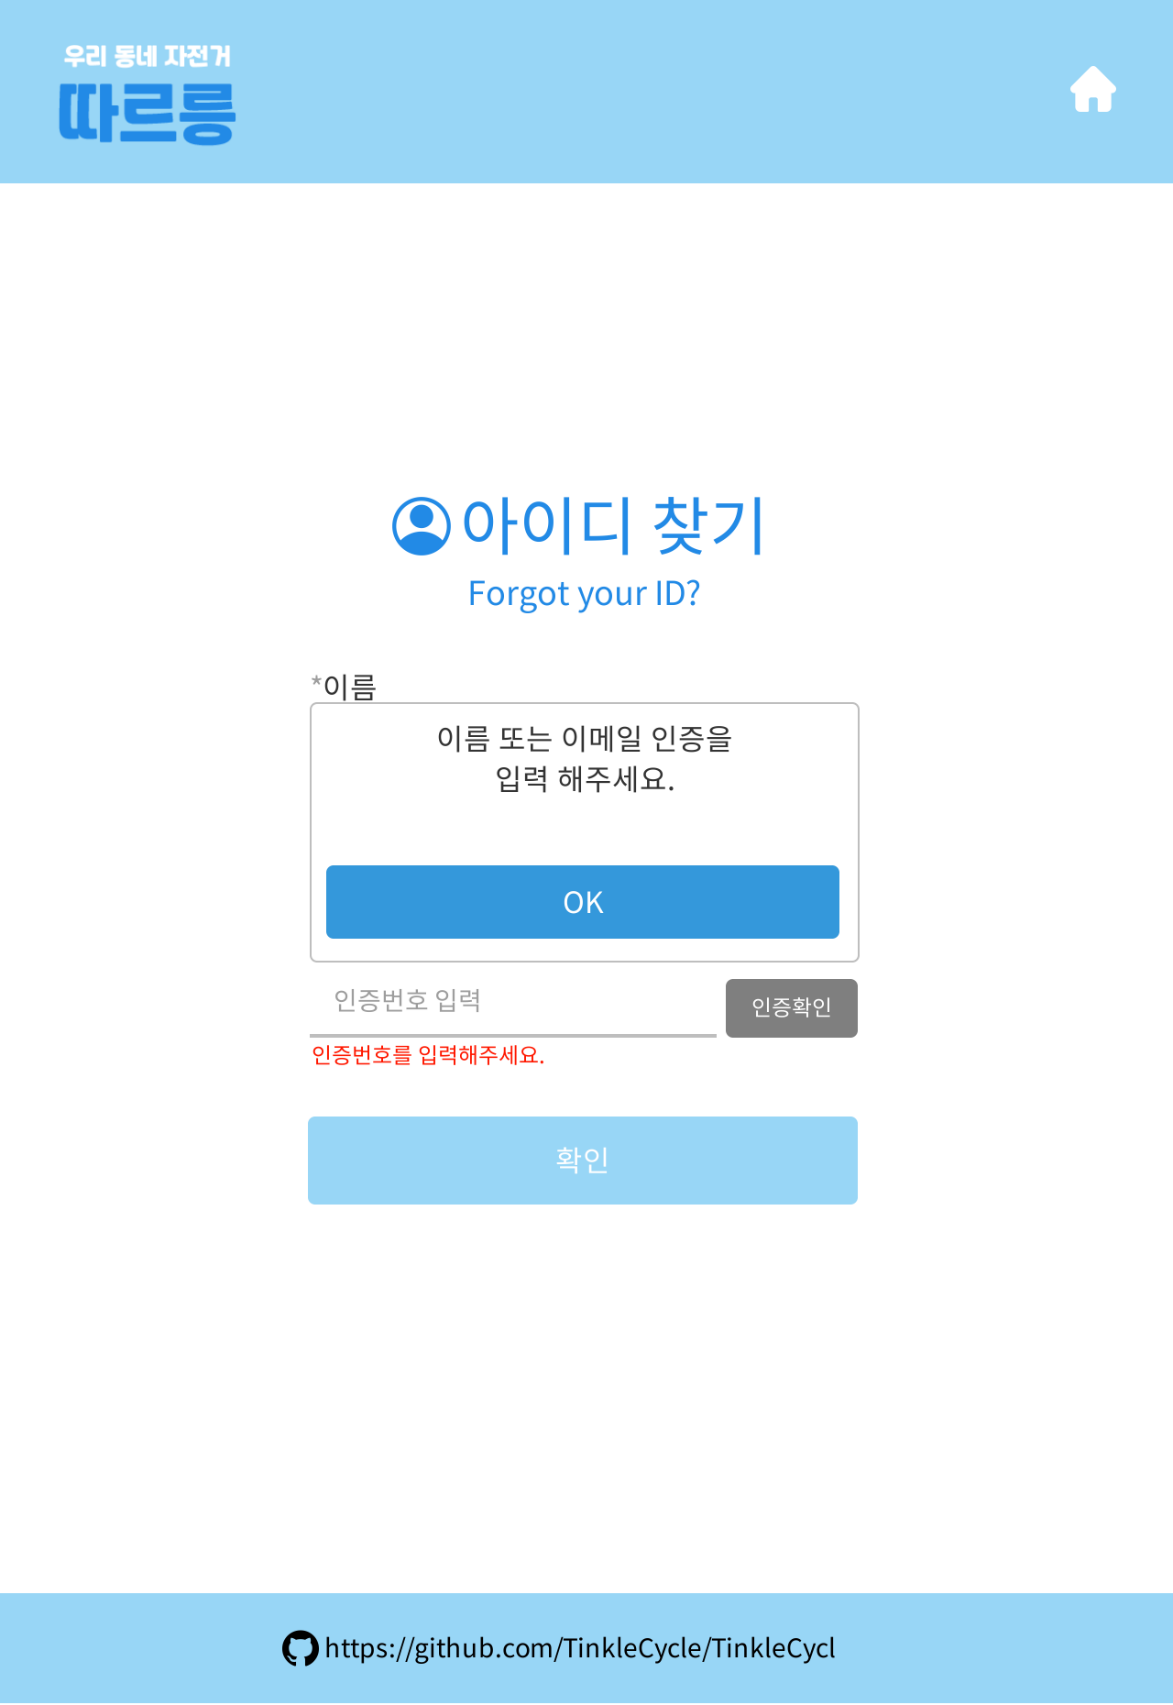 우리 동네 자전거
따르릉
아이디 찾기
Forgot your ID?
*이름
이름 또는 이메일 인증을
입력 해주세요.
OK
인증번호 입력
인증확인
인증번호를 입력해주세요.
확인
https://github.com/TinkleCycle/TinkleCycl